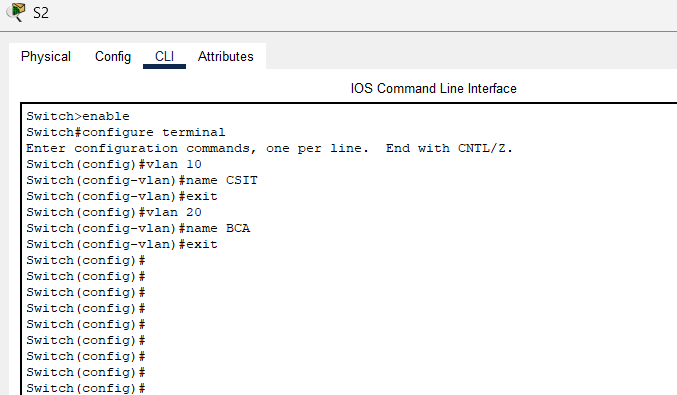 S2
Physical Config CLI Attributes
IOS Command Line Interface
Switch>enable
Switch#configure terminal
Enter configuration commands, one per line.  End with CNTL/Z.
Switch(config)#vlan 10
Switch(config-vlan)#name CSIT
Switch(config-vlan)#exit
Switch(config)#vlan 20
Switch(config-vlan)#name BCA
Switch(config-vlan)#exit
Switch(config)#
Switch(config)#
Switch(config)#
Switch(config)#
Switch(config)#
Switch(config)#
Switch(config)#
Switch(config)#
Switch(config)#